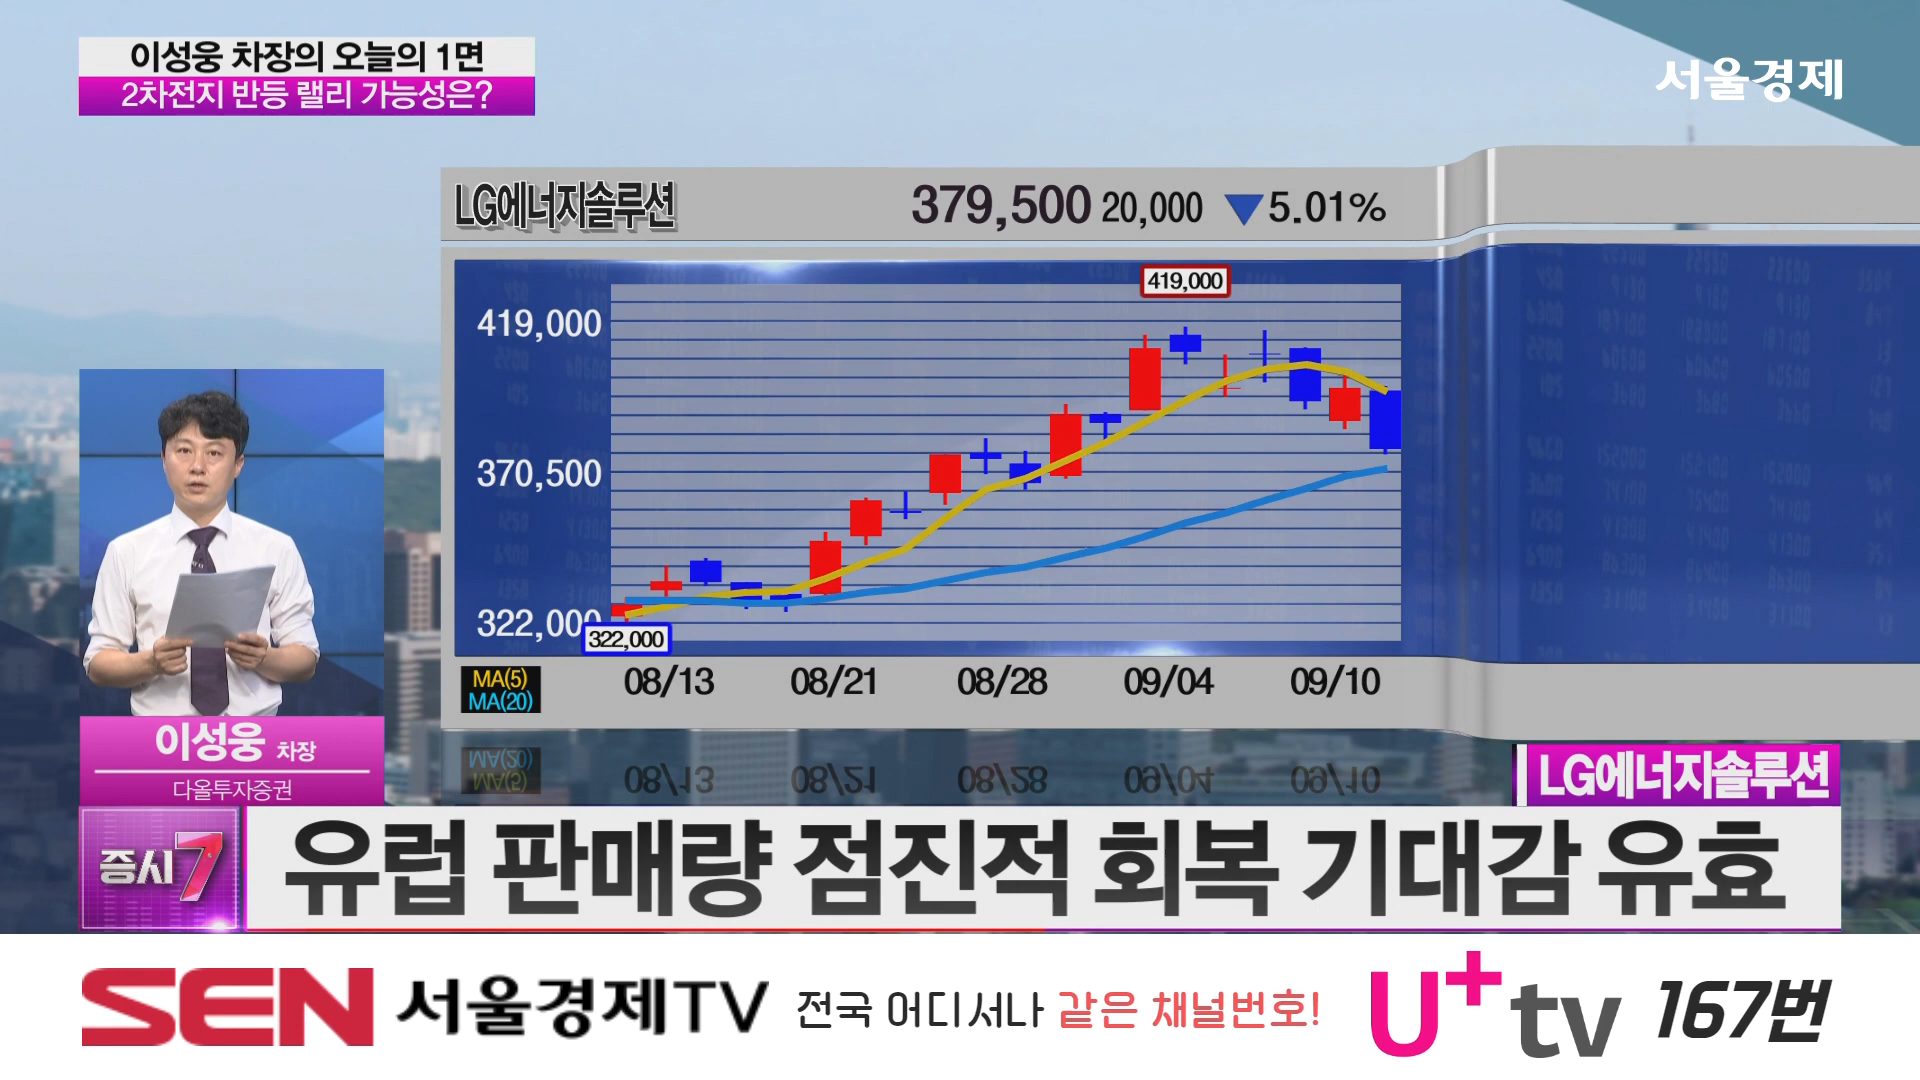 이성웅 차장의 오늘의 1면
2차전지 반등 랠리 가능성은?
서울경제
LG에너지솔루션 379,500 20,000 ▼5.01%
419,000
419,000
370,500
322,000
322,000
MA(5)
MA(20)
08/13 08/21 08/28 09/04 09/10
이성웅 차장
다올투자증권
LG에너지솔루션
증시7
유럽 판매량 점진적 회복 기대감 유효
SEN 서울경제TV 전국 어디서나 같은 채널번호! U+tv 167번